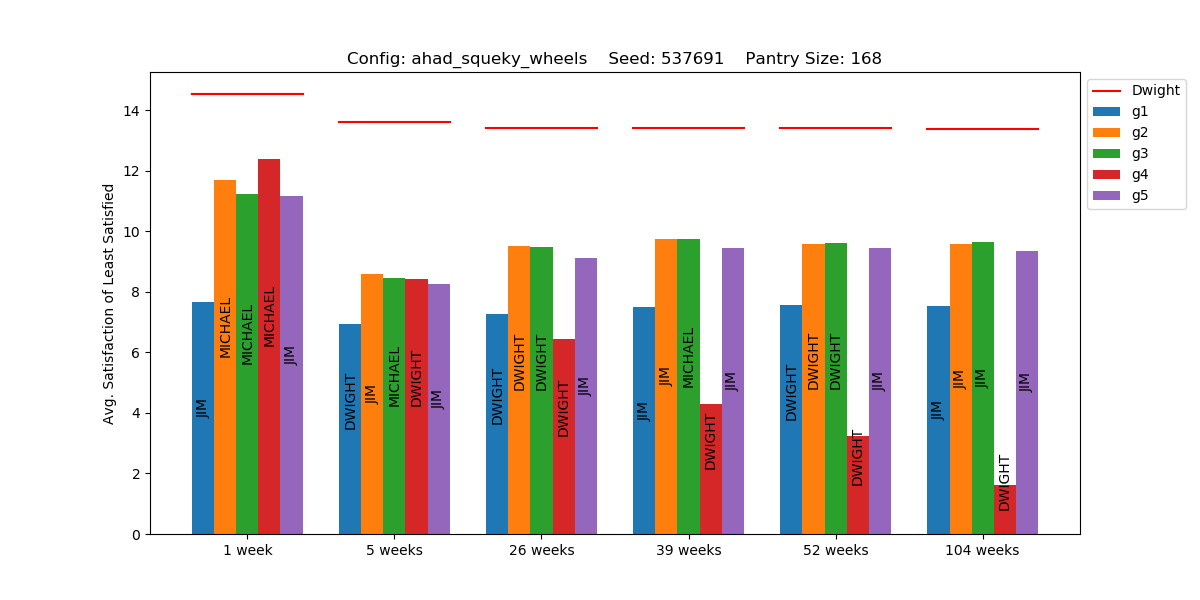 Config: ahad_squeky_wheels    Seed: 537691    Pantry Size: 168
Avg. Satisfaction of Least Satisfied
14
12
10
8
6
4
2
0
JIM
MICHAEL
MICHAEL
MICHAEL
JIM
DWIGHT
JIM
MICHAEL
DWIGHT
JIM
DWIGHT
DWIGHT
DWIGHT
DWIGHT
JIM
JIM
JIM
MICHAEL
DWIGHT
JIM
DWIGHT
DWIGHT
DWIGHT
DWIGHT
JIM
JIM
JIM
JIM
DWIGHT
JIM
1 week
5 weeks
26 weeks
39 weeks
52 weeks
104 weeks
Dwight
g1
g2
g3
g4
g5